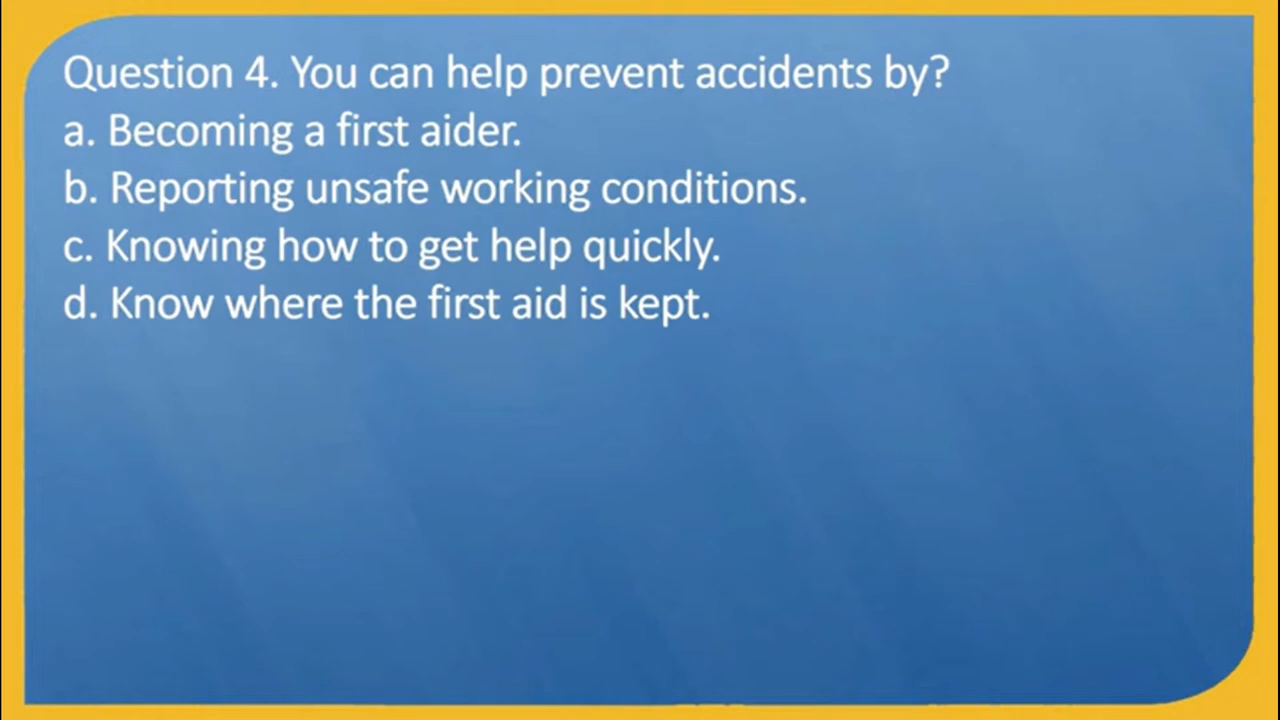 Question 4. You can help prevent accidents by?
a. Becoming a first aider.
b. Reporting unsafe working conditions.
c. Knowing how to get help quickly.
d. Know where the first aid is kept.